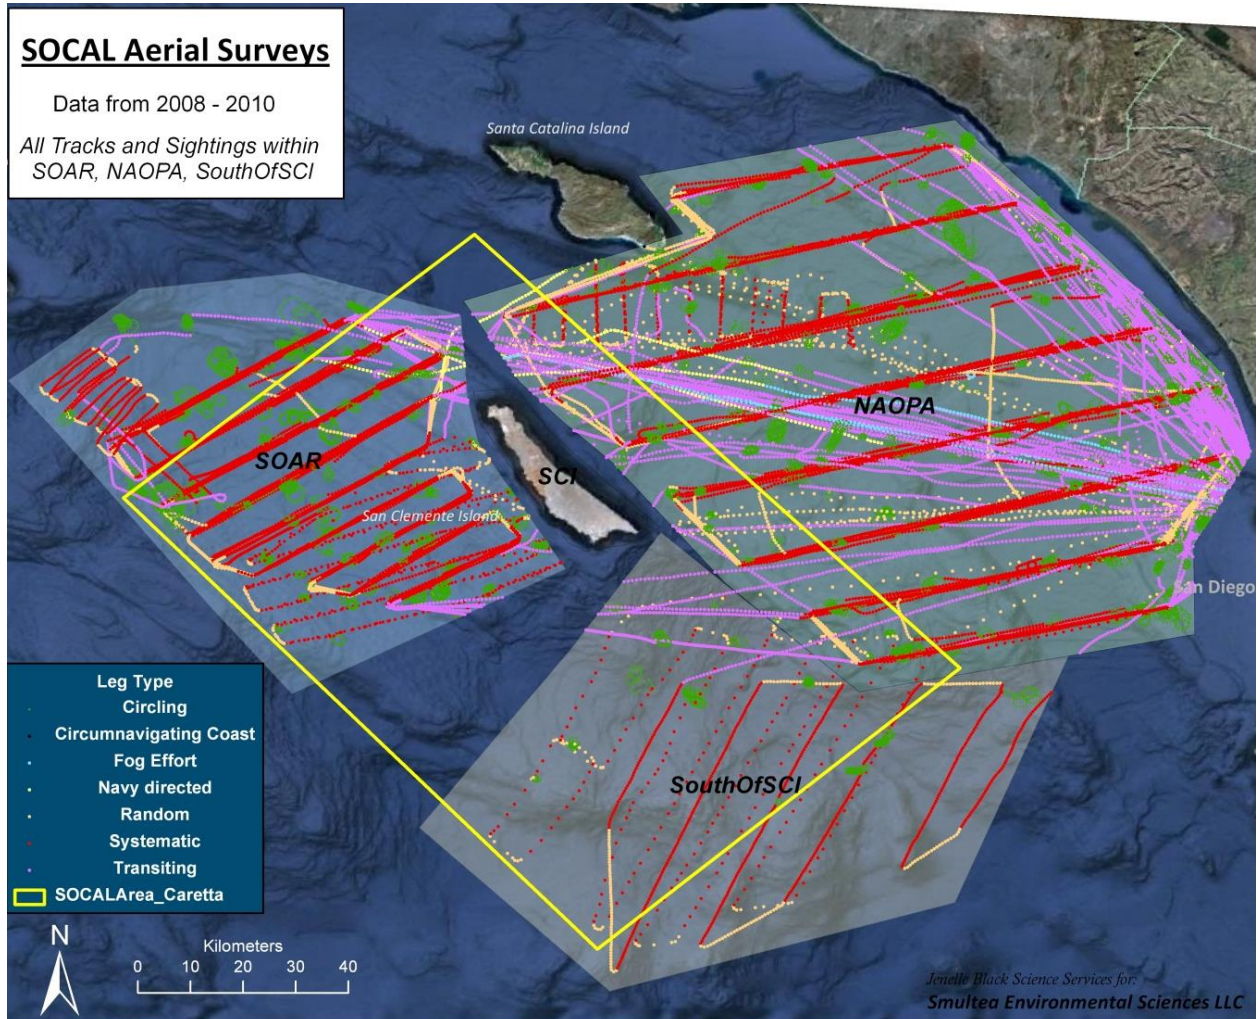 SOCAL Aerial Surveys
Data from 2008 - 2010
All Tracks and Sightings within
SOAR, NAOPA, SouthOfSCI
Santa Catalina Island
NAOPA
SOAR
SCI
San Clemente Island
San Diego
SouthOfSCI
Leg Type
Circling
Circumnavigating Coast
Fog Effort
Navy directed
Random
Systematic
Transiting
SOCALArea_Caretta
N
Kilometers
0 10 20 30 40
Jenelle Black Science Services for:
Smultea Environmental Sciences LLC